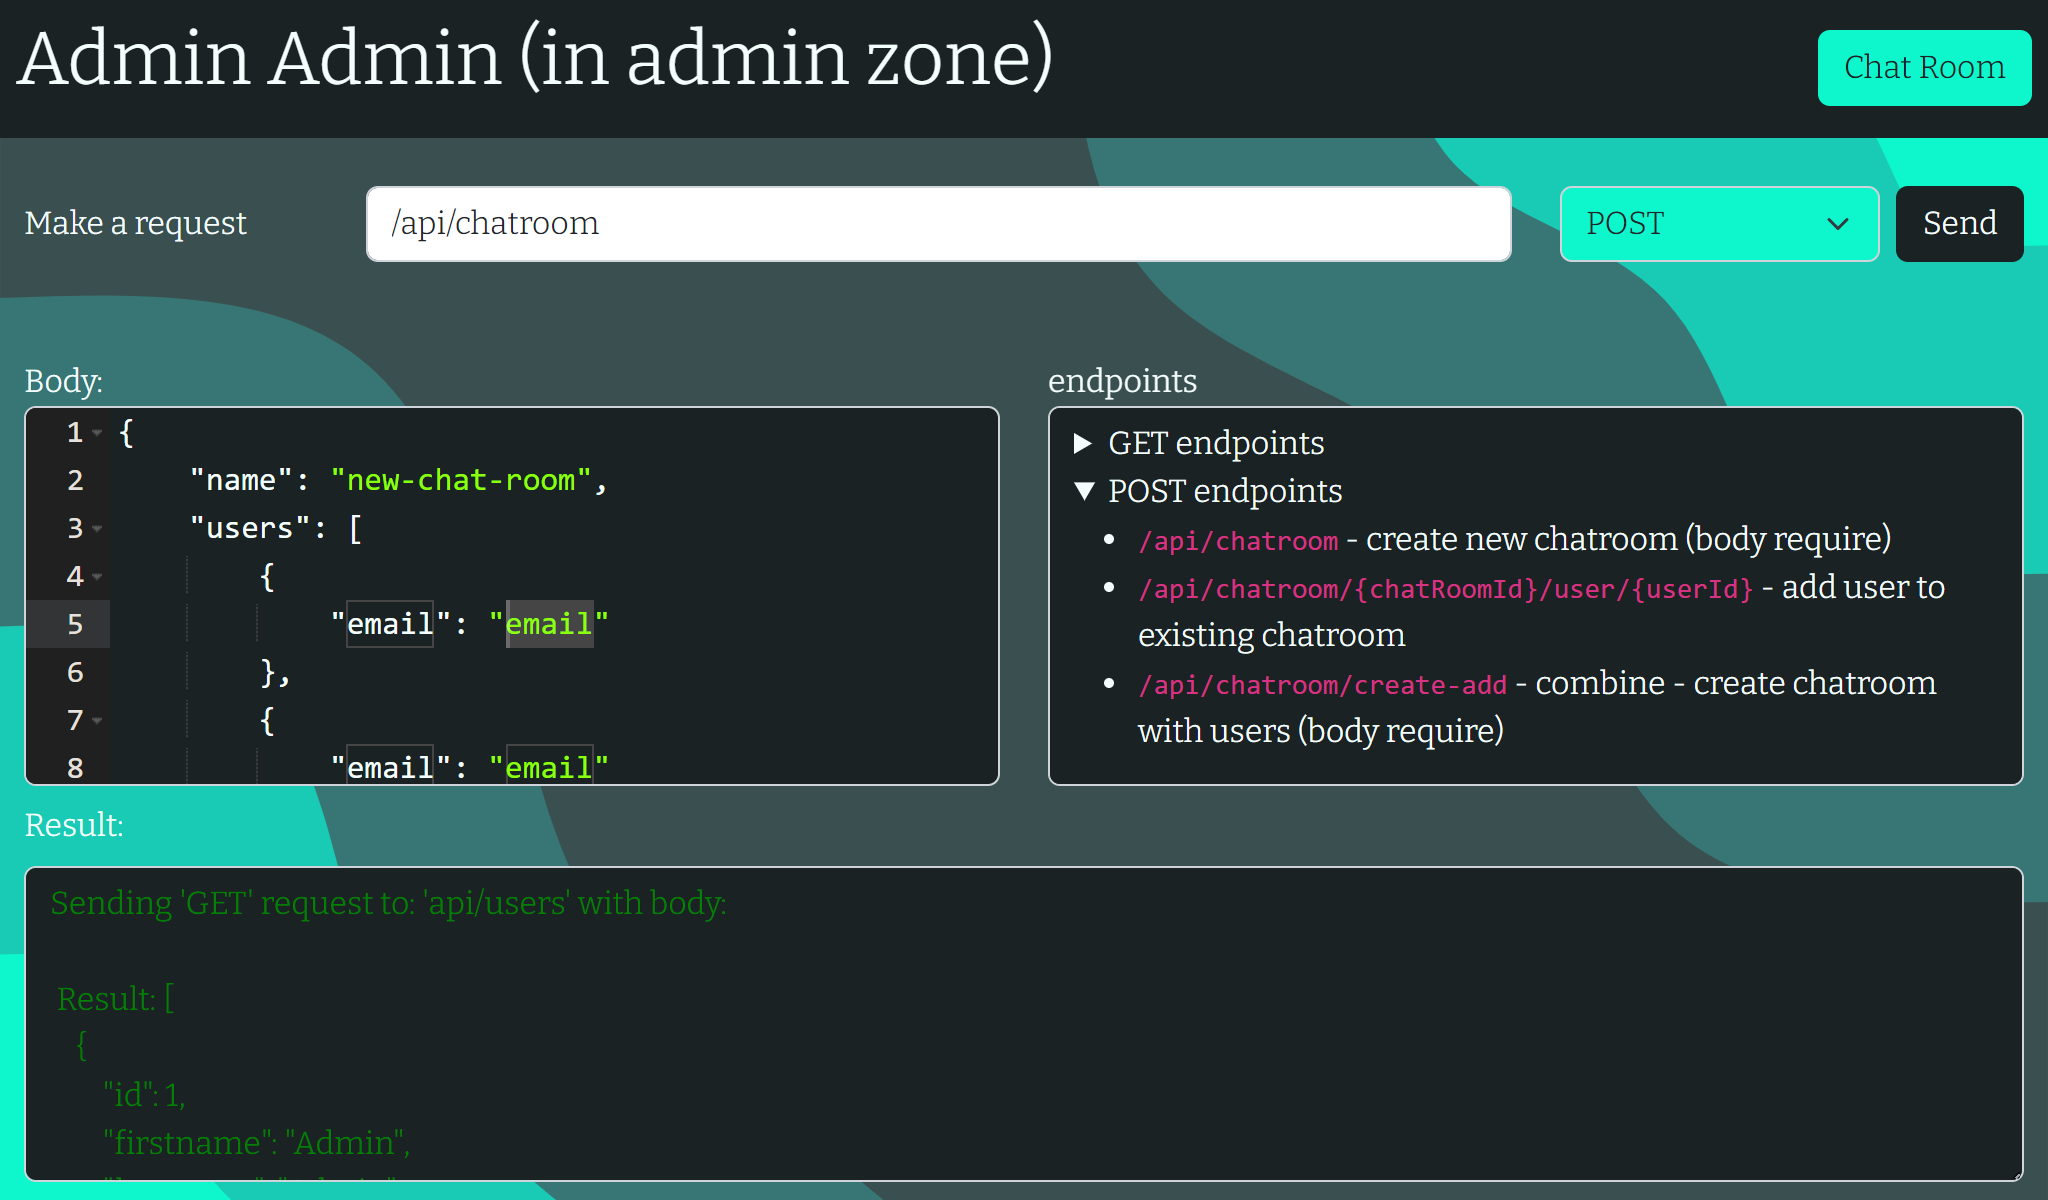 Admin Admin (in admin zone)
Chat Room
Make a request
/api/chatroom
POST
Send
Body:
1 {
2 "name": "new-chat-room",
3 "users": [
4 {
5 "email": "email"
6 },
7 {
8 "email": "email"
endpoints
▶ GET endpoints
▼ POST endpoints
• /api/chatroom - create new chatroom (body require)
• /api/chatroom/{chatRoomId}/user/{userId} - add user to
existing chatroom
• /api/chatroom/create-add - combine - create chatroom
with users (body require)
Result:
Sending 'GET' request to: 'api/users' with body:
Result: [
{
"id": 1,
"firstname": "Admin",